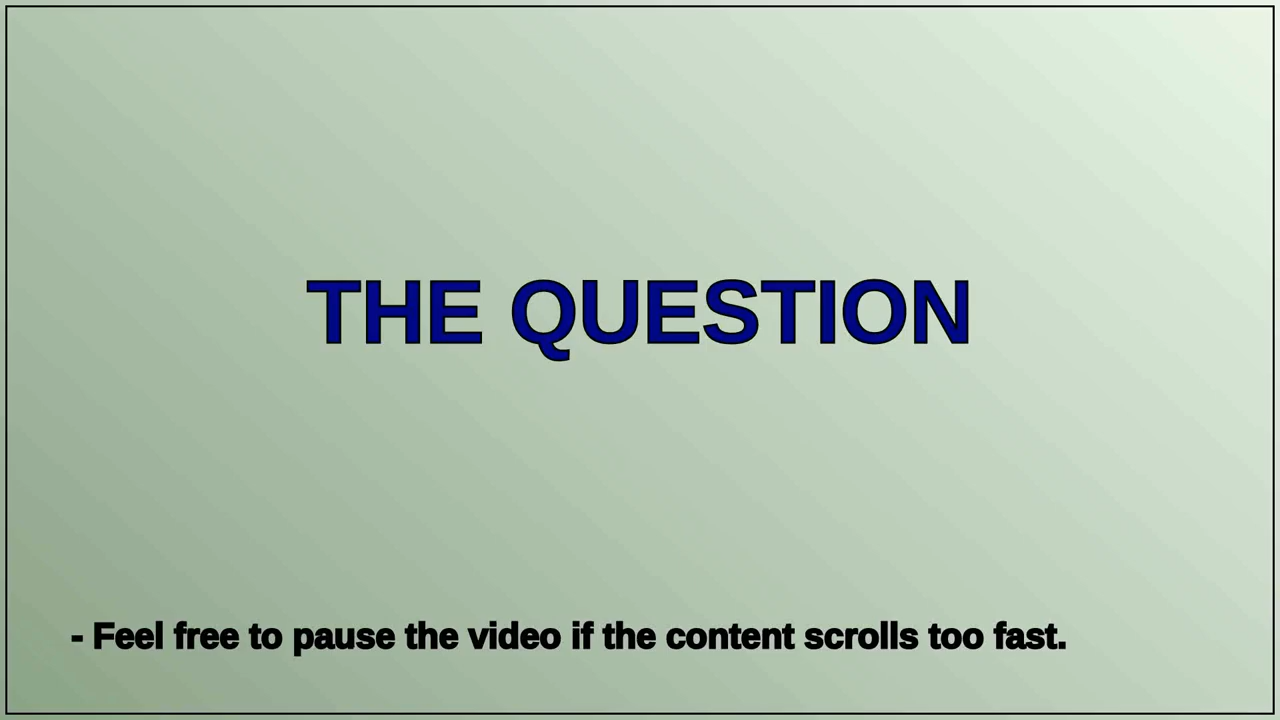 THE QUESTION
- Feel free to pause the video if the content scrolls too fast.